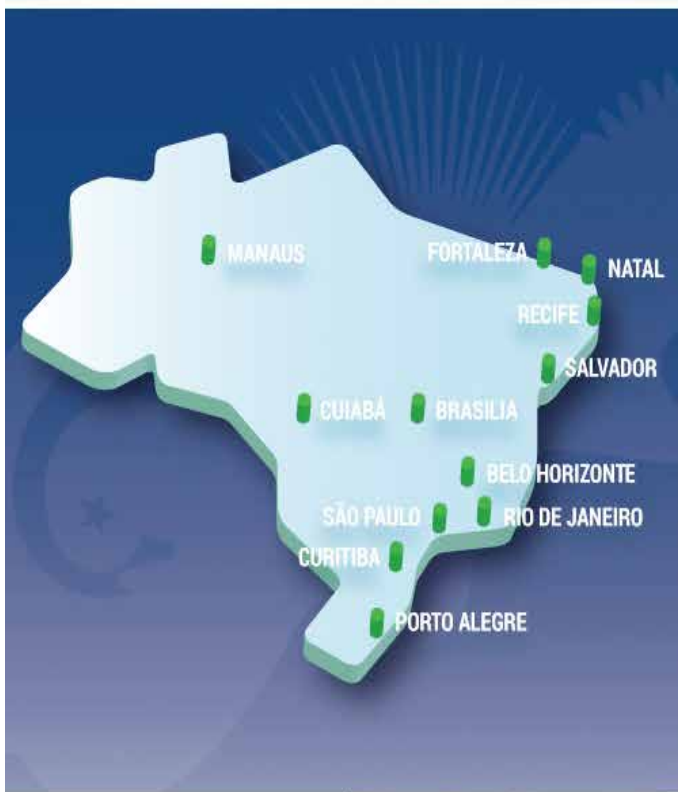 MANAUS
FORTALEZA
NATAL
RECIFE
SALVADOR
CUIABÁ
BRASILIA
BELO HORIZONTE
SÃO PAULO
RIO DE JANEIRO
CURITIBA
PORTO ALEGRE